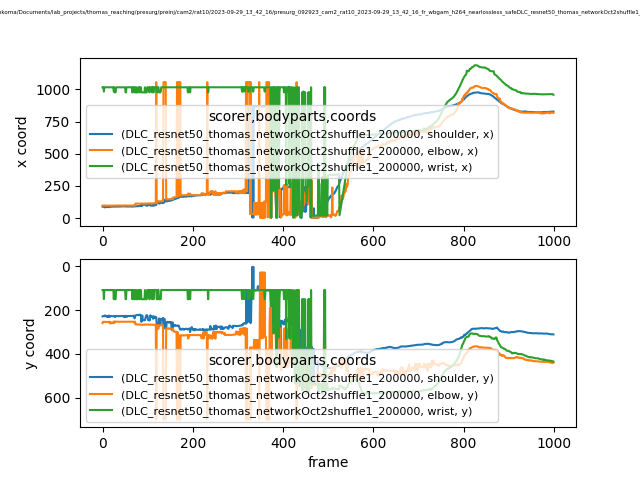 nkoma/Documents/lab_projects/thomas_reaching/presurg/preinj/cam2/rat10/2023-09-29_13_42_16/presurg_092923_cam2_rat10_2023-09-29_13_42_16_fr_wbgam_h264_nearlossless_safeDLC_resnet50_thomas_networkOct2shuffle1_
1000
750
500
250
0
x coord
scorer,bodyparts,coords
(DLC_resnet50_thomas_networkOct2shuffle1_200000, shoulder, x)
(DLC_resnet50_thomas_networkOct2shuffle1_200000, elbow, x)
(DLC_resnet50_thomas_networkOct2shuffle1_200000, wrist, x)
0 200 400 600 800 1000
0
200
400
600
y coord
scorer,bodyparts,coords
(DLC_resnet50_thomas_networkOct2shuffle1_200000, shoulder, y)
(DLC_resnet50_thomas_networkOct2shuffle1_200000, elbow, y)
(DLC_resnet50_thomas_networkOct2shuffle1_200000, wrist, y)
0 200 400 600 800 1000
frame